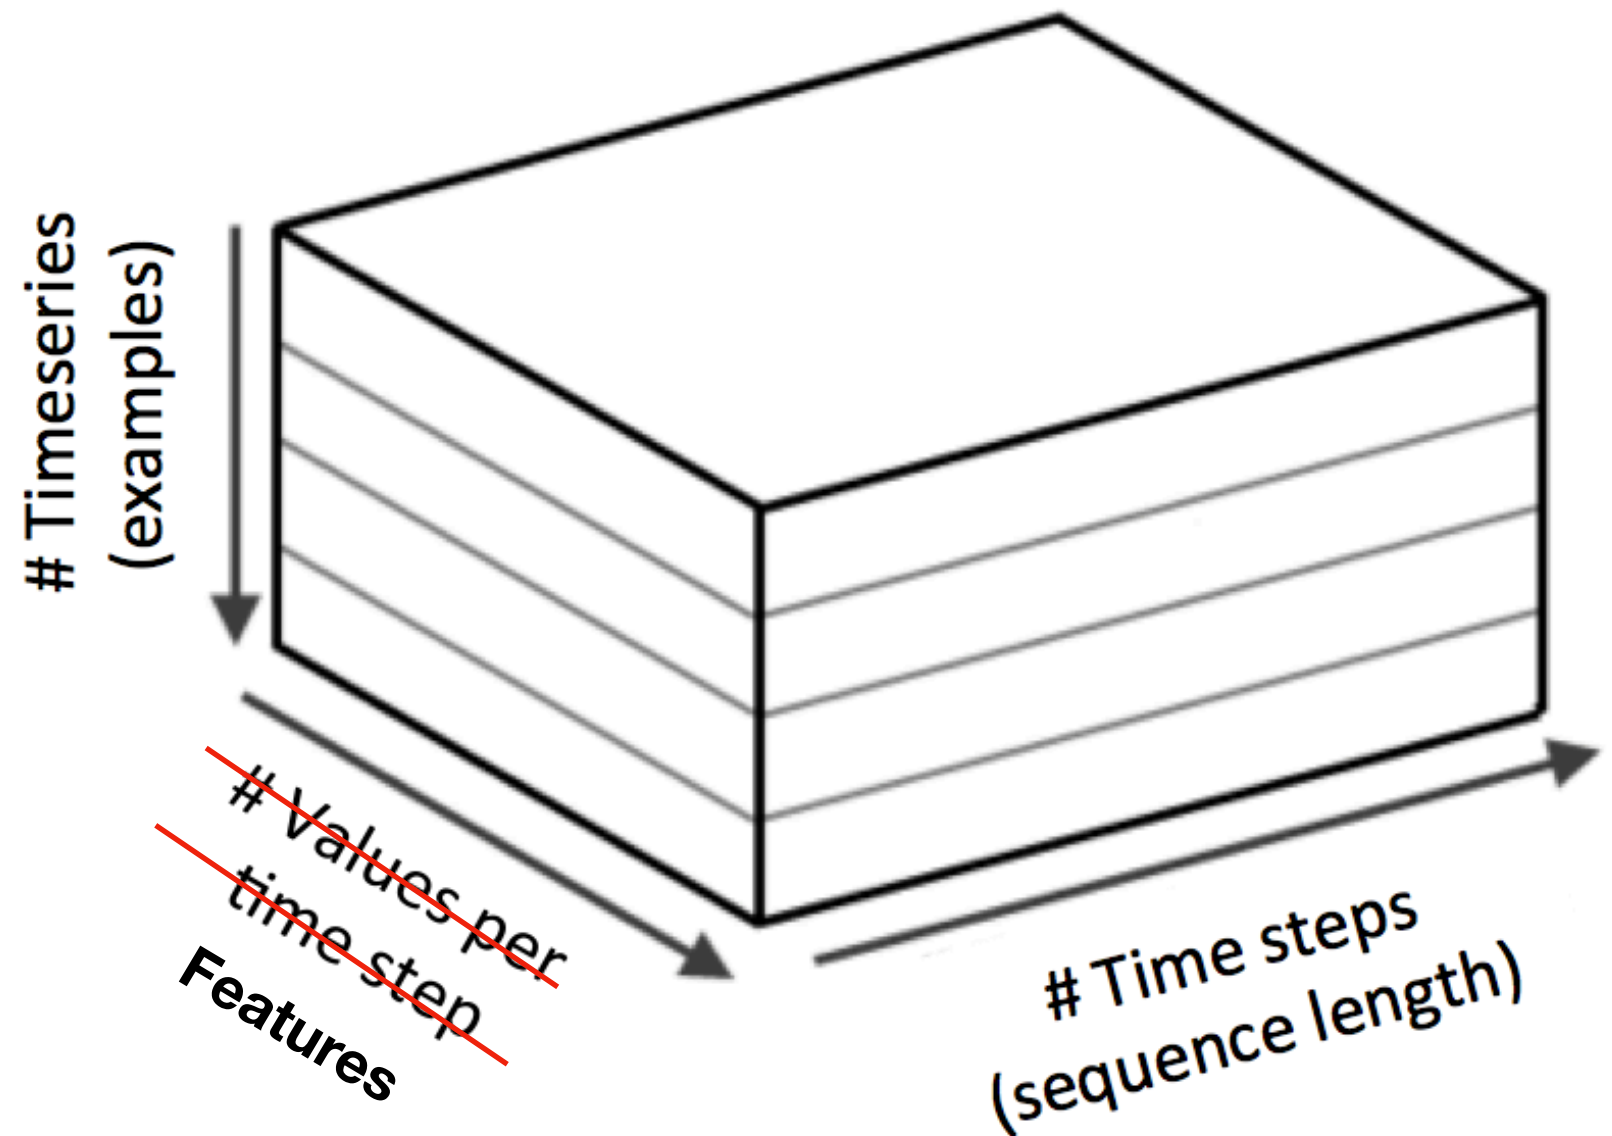 # Timeseries
(examples)
# Values per
time step
Features
# Time steps
(sequence length)